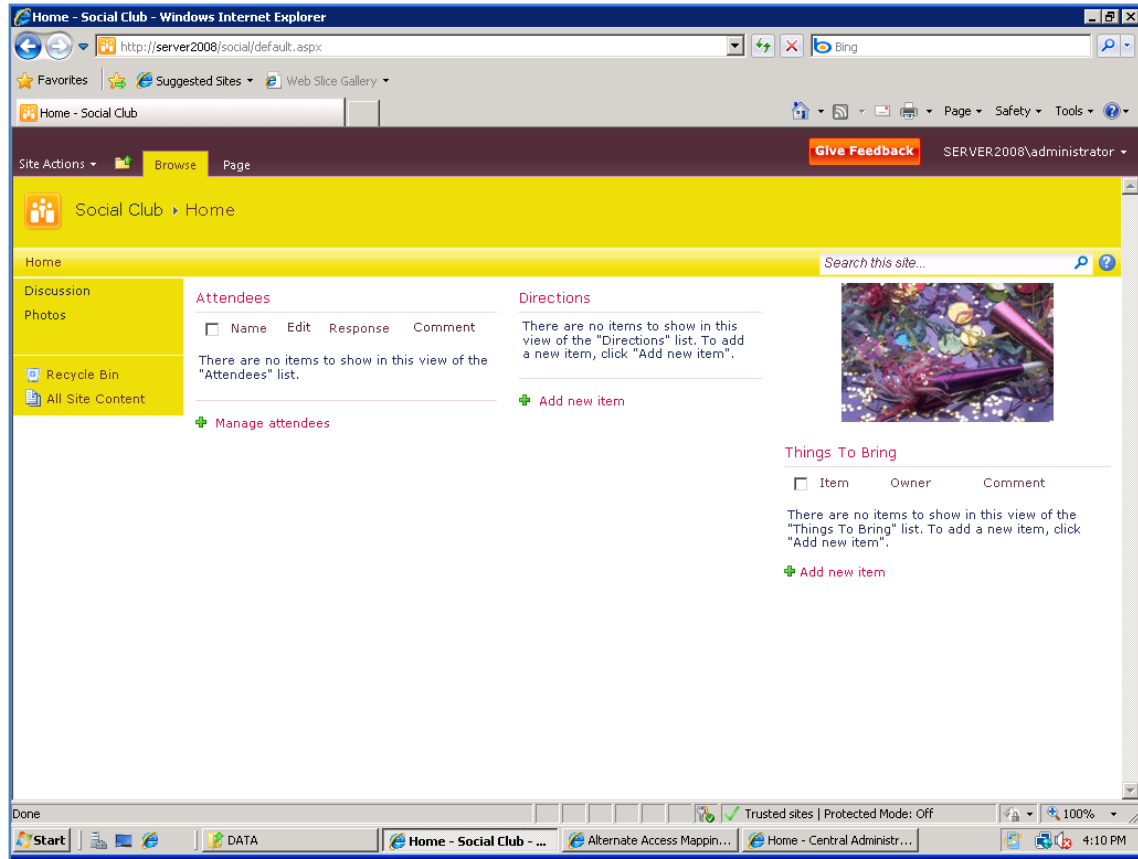 Home - Social Club - Windows Internet Explorer
http://server2008/social/default.aspx
Bing
Favorites
Suggested Sites
Web Slice Gallery
Home - Social Club
Page
Safety
Tools
Site Actions
Browse
Page
Give Feedback
SERVER2008\administrator
Social Club
Home
Home
Search this site...
Discussion
Photos
Recycle Bin
All Site Content
Attendees
Name Edit Response Comment
There are no items to show in this view of the
"Attendees" list.
Manage attendees
Directions
There are no items to show in this
view of the "Directions" list. To add
a new item, click "Add new item".
Add new item
Things To Bring
Item Owner Comment
There are no items to show in this view of the
"Things To Bring" list. To add a new item, click
"Add new item".
Add new item
Done
Trusted sites | Protected Mode: Off
100%
Start
DATA
Home - Social Club - ...
Alternate Access Mappin...
Home - Central Administr...
4:10 PM